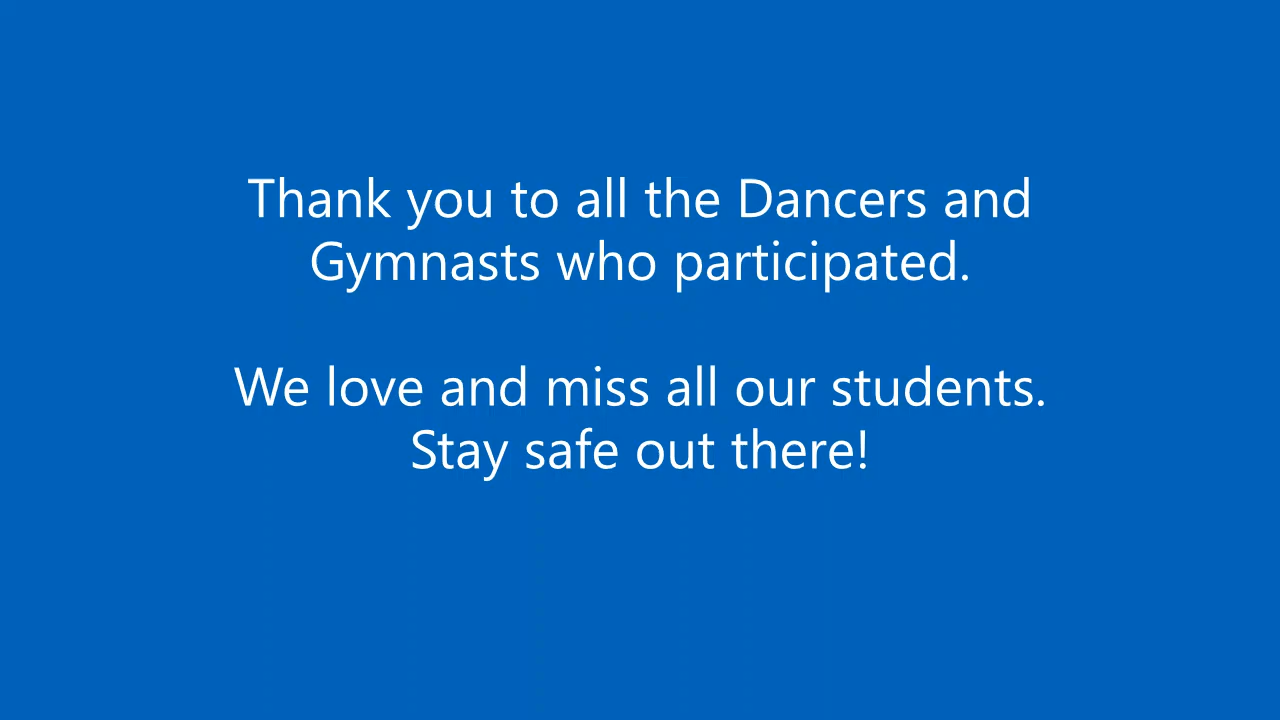 Thank you to all the Dancers and
Gymnasts who participated.
We love and miss all our students.
Stay safe out there!